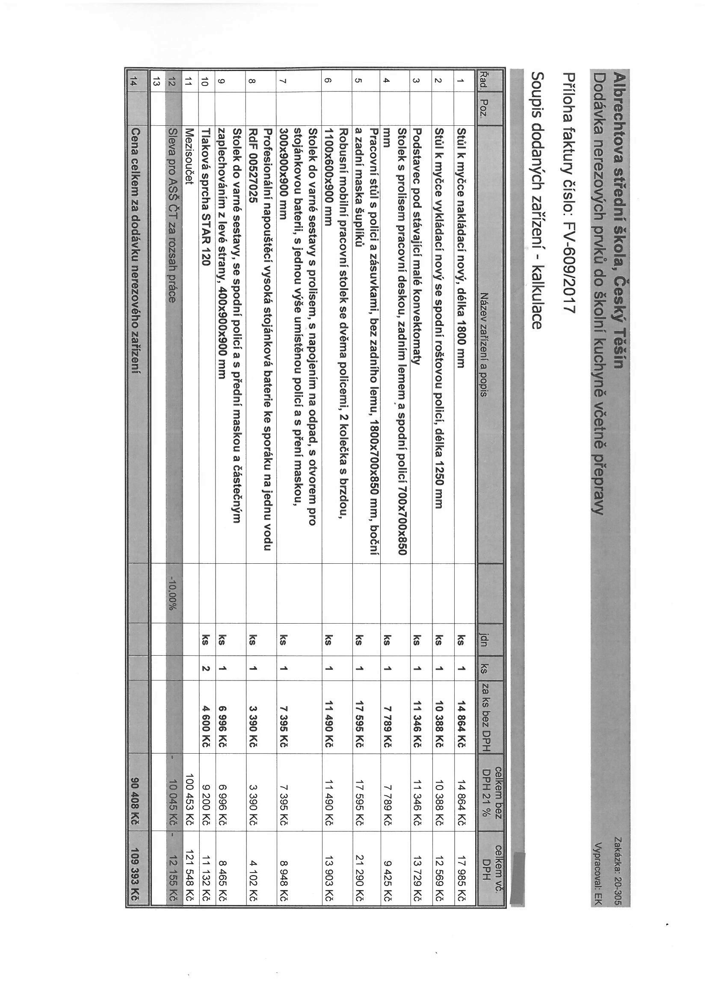 Albrechtova střední škola, Český Těšín
Zakázka: 20-305
Dodávka nerezových prvků do školní kuchyně včetně přepravy
Vypracoval: EK
Příloha faktury číslo: FV-609/2017
Soupis dodaných zařízení - kalkulace
Řad. Poz. Název zařízení a popis jdn ks za ks bez DPH celkem bez DPH 21 % celkem vč. DPH
1 Stůl k myčce nakládací nový, délka 1800 mm ks 1 14 864 Kč 14 864 Kč 17 985 Kč
2 Stůl k myčce vykládací nový se spodní roštovou policí, délka 1250 mm ks 1 10 388 Kč 10 388 Kč 12 569 Kč
3 Podstavec pod stávající malé konvektomaty ks 1 11 346 Kč 11 346 Kč 13 729 Kč
Stolek s prolisem pracovní deskou, zadním lemem a spodní policí 700x700x850
4 mm ks 1 7 789 Kč 7 789 Kč 9 425 Kč
Pracovní stůl s polici a zásuvkami, bez zadního lemu, 1800x700x850 mm, boční
5 a zadní maska šuplíků ks 1 17 595 Kč 17 595 Kč 21 290 Kč
Robusní mobilní pracovní stolek se dvěma policemi, 2 kolečka s brzdou,
6 1100x600x900 mm ks 1 11 490 Kč 11 490 Kč 13 903 Kč
Stolek do varné sestavy s prolisem, s napojením na odpad, s otvorem pro
stojánkovou baterii, s jednou výše umístěnou policí a s pření maskou,
7 300x900x900 mm ks 1 7 395 Kč 7 395 Kč 8 948 Kč
Profesionální napouštěcí vysoká stojánková baterie ke sporáku na jednu vodu
8 RdF 00527025 ks 1 3 390 Kč 3 390 Kč 4 102 Kč
Stolek do varné sestavy, se spodní policí a s přední maskou a částečným
9 zaplechováním z levé strany, 400x900x900 mm ks 1 6 996 Kč 6 996 Kč 8 465 Kč
10 Tlaková sprcha STAR 120 ks 2 4 600 Kč 9 200 Kč 11 132 Kč
11 Mezisoučet 100 453 Kč 121 548 Kč
12 Sleva pro ASŠ ČT za rozsah práce -10,00% - 10 045 Kč - 12 155 Kč
13
14 Cena celkem za dodávku nerezového zařízení 90 408 Kč 109 393 Kč